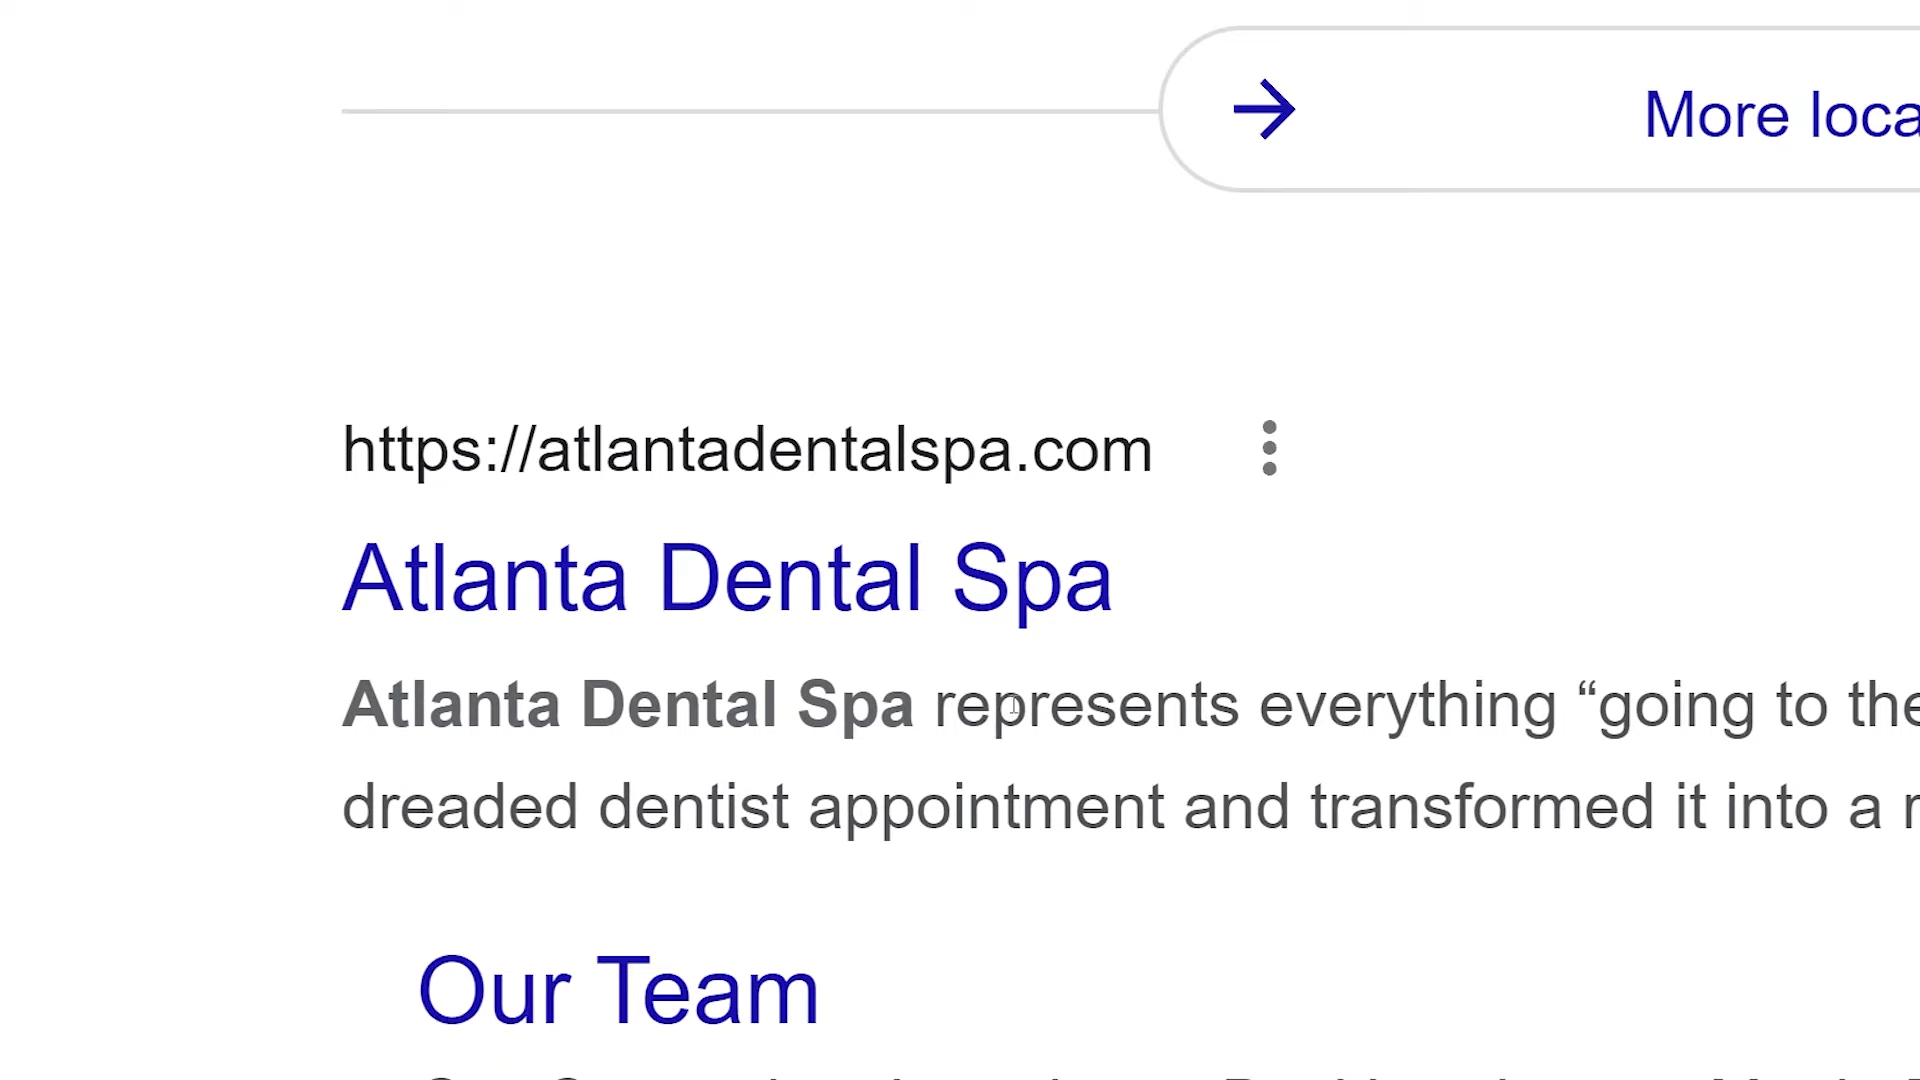 More loca
https://atlantadentalspa.com
Atlanta Dental Spa
Atlanta Dental Spa represents everything “going to the
dreaded dentist appointment and transformed it into a
Our Team